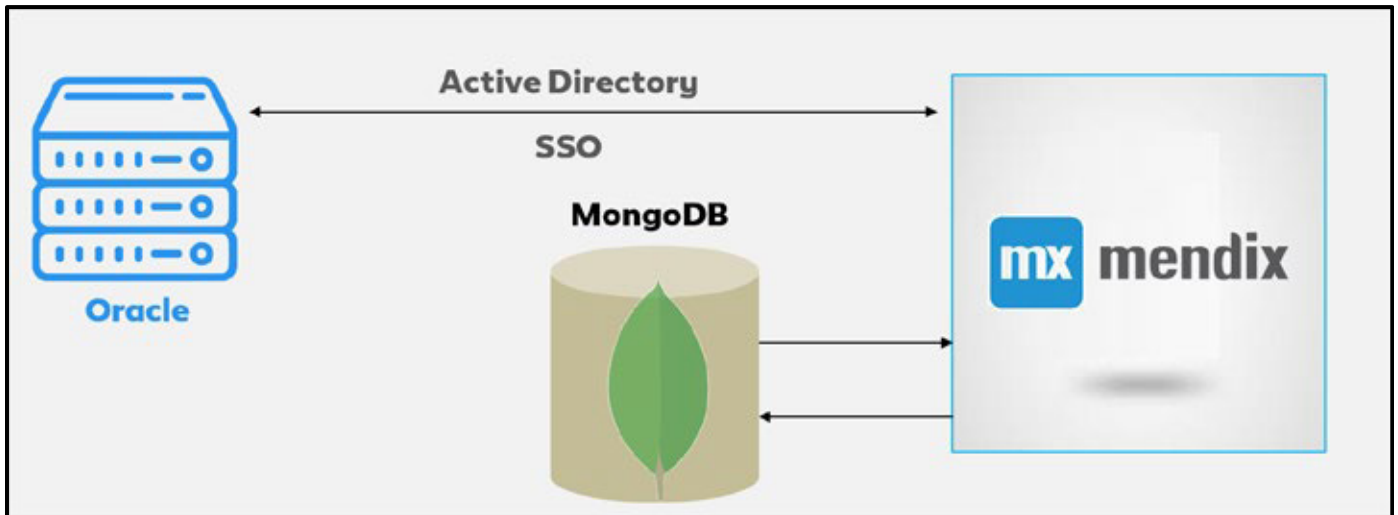 Active Directory
SSO
MongoDB
Oracle
mx mendix